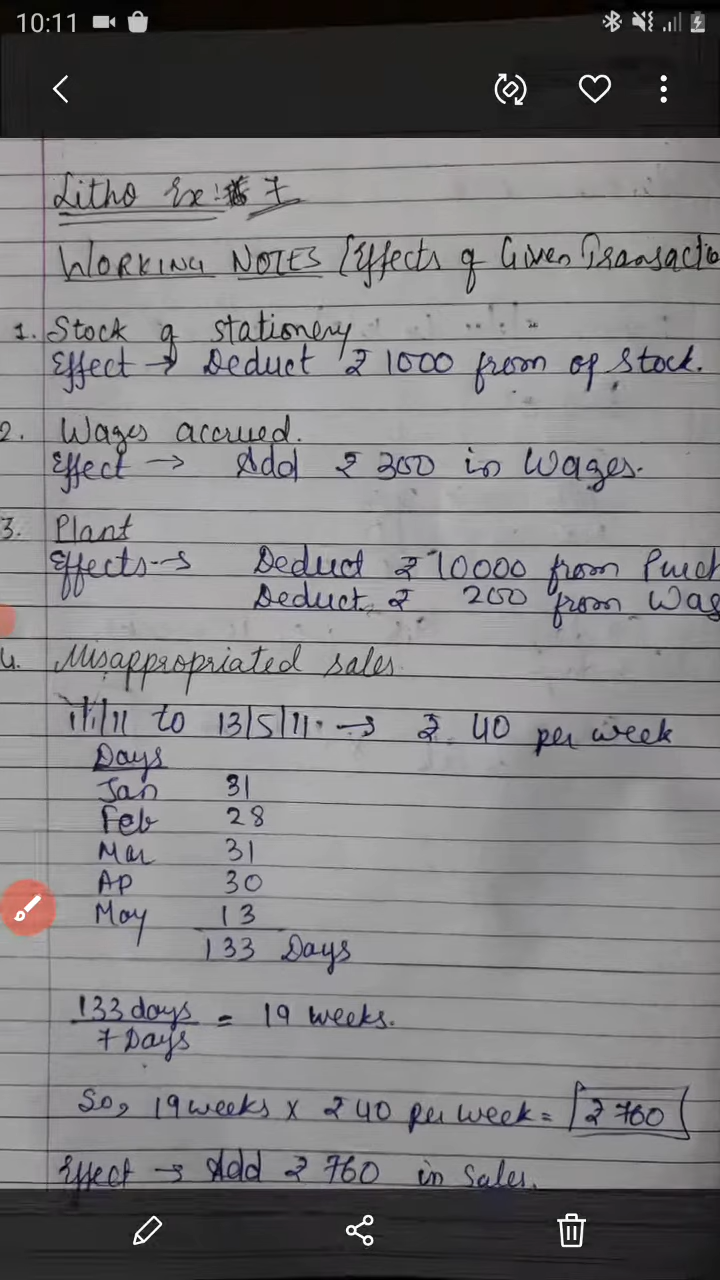 10:11
Litho Ex: 7
WORKING NOTES [Effects of Given Transactio
1. Stock of stationery
Effect → Deduct ₹ 1000 from op stock.
2. Wages accrued.
Effect → Add ₹ 300 in Wages.
3. Plant
Effects → Deduct ₹ 10000 from Purch
Deduct ₹ 200 from Wag
4. Misappropriated sales
1/1/11 to 13/5/11. → ₹ 40 per week
Days
Jan 31
Feb 28
Mar 31
AP 30
May 13
133 Days
133 days
= 19 weeks.
7 Days
So, 19 weeks x ₹ 40 per week = ₹ 760
Effect → Add ₹ 760 in Sales.